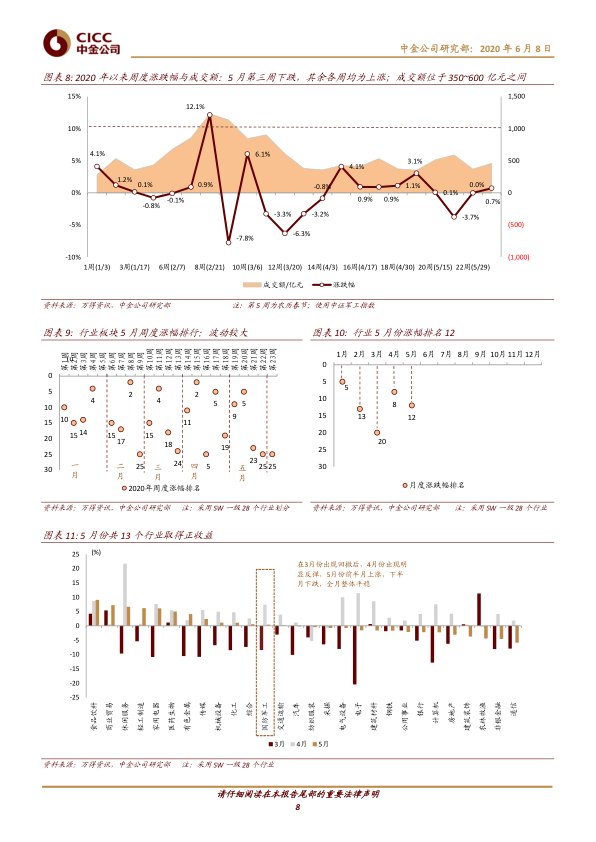 CICC
中金公司
中金公司研究部：2020 年 6 月 8 日
图表 8: 2020 年以来周度涨跌幅与成交额：5 月第三周下跌，其余各周均为上涨；成交额位于 350~600 亿元之间
15% 1,500
12.1%
10% 1,000
4.1% 6.1% 4.1% 3.1%
5% 500
1.2% 0.1% 0.9% -0.8% 1.1% 0.1% 0.0%
0% 0
-0.8% -0.1% -3.3% -3.2% 0.9% 0.9% -3.7% 0.7%
-5% (500)
-7.8% -6.3%
-10% (1,000)
1周(1/3) 3周(1/17) 6周(2/7) 8周(2/21) 10周(3/6) 12周(3/20) 14周(4/3) 16周(4/17) 18周(4/30) 20周(5/15) 22周(5/29)
成交额/亿元 涨跌幅
资料来源：万得资讯，中金公司研究部 注：第 5 周为农历春节；使用中证军工指数
图表 9: 行业板块 5 月周度涨幅排行：波动较大
第1周 第2周 第3周 第4周 第5周 第6周 第7周 第8周 第9周 第10周 第11周 第12周 第13周 第14周 第15周 第16周 第17周 第18周 第19周 第20周 第21周 第22周 第23周
0
5
10
15
20
25
30
10 15 14 4 15 17 2 25 15 4 18 24 11 2 25 5 19 9 5 23 25 25
一月 二月 三月 四月 五月
2020年周度涨幅排名
资料来源：万得资讯，中金公司研究部 注：采用 SW 一级 28 个行业划分
图表 10: 行业 5 月份涨幅排名 12
1月 2月 3月 4月 5月 6月 7月 8月 9月 10月 11月 12月
0
5
10
15
20
25
30
5 13 20 8 12
月度涨跌幅排名
资料来源：万得资讯，中金公司研究部 注：采用 SW 一级 28 个行业
图表 11: 5 月份共 13 个行业取得正收益
(%)
25
20
15
10
5
0
-5
-10
-15
-20
-25
在3月份出现回撤后，4月份出现明
显反弹，5月份前半月上涨，下半
月下跌，全月整体平稳
食品饮料 商业贸易 休闲服务 轻工制造 家用电器 医药生物 有色金属 传媒 机械设备 化工 综合 国防军工 交通运输 汽车 纺织服装 采掘 电气设备 电子 建筑材料 钢铁 公用事业 银行 计算机 房地产 建筑装饰 农林牧渔 非银金融 通信
3月 4月 5月
资料来源：万得资讯，中金公司研究部 注：采用 SW 一级 28 个行业
请仔细阅读在本报告尾部的重要法律声明
8